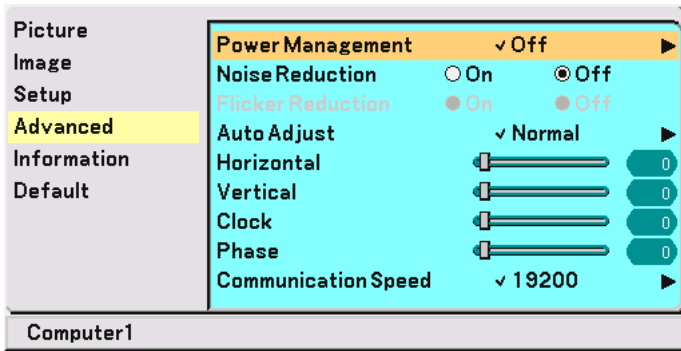 Picture
Image
Setup
Advanced
Information
Default
Power Management ✓ Off
Noise Reduction On Off
Flicker Reduction On Off
Auto Adjust ✓ Normal
Horizontal 0
Vertical 0
Clock 0
Phase 0
Communication Speed ✓ 19200
Computer1